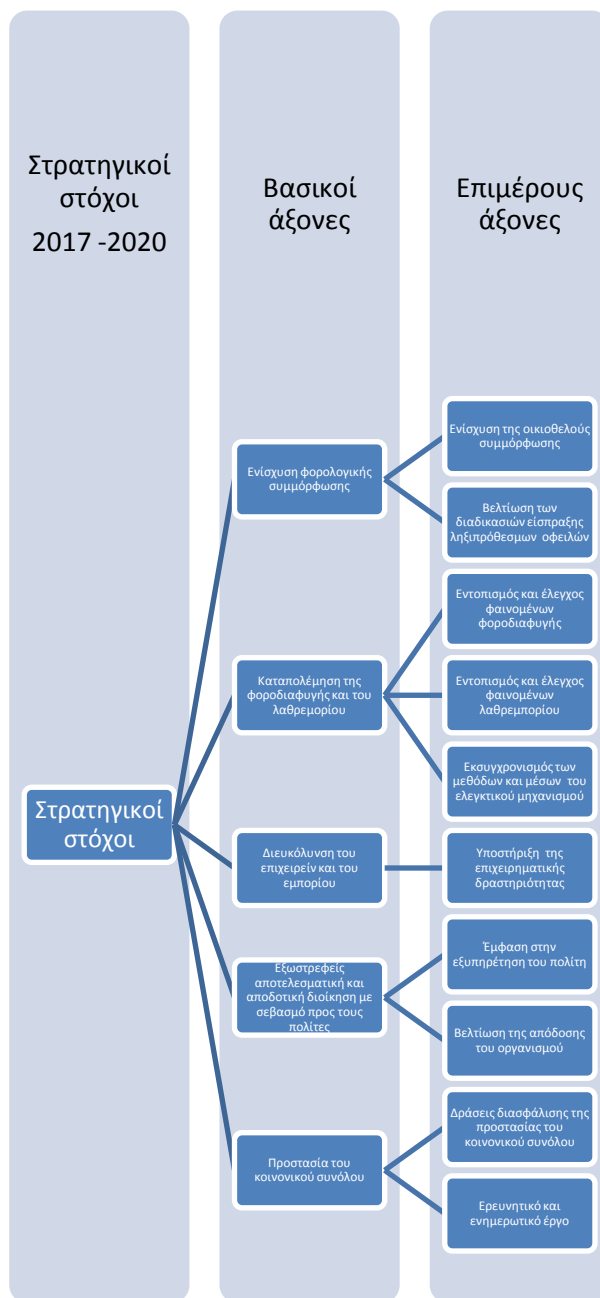 Στρατηγικοί
στόχοι
2017 -2020
Βασικοί
άξονες
Επιμέρους
άξονες
Στρατηγικοί
στόχοι
Ενίσχυση φορολογικής
συμμόρφωσης
Ενίσχυση της οικιοθελούς
συμμόρφωσης
Βελτίωση των
διαδικασιών είσπραξης
ληξιπρόθεσμων οφειλών
Καταπολέμηση της
φοροδιαφυγής και του
λαθρεμορίου
Εντοπισμός και έλεγχος
φαινομένων
φοροδιαφυγής
Εντοπισμός και έλεγχος
φαινομένων
λαθρεμπορίου
Εκσυγχρονισμός των
μεθόδων και μέσων του
ελεγκτικού μηχανισμού
Διευκόλυνση του
επιχειρείν και του
εμπορίου
Υποστήριξη της
επιχειρηματικής
δραστηριότητας
Εξωστρεφείς
αποτελεσματική και
αποδοτική διοίκηση με
σεβασμό προς τους
πολίτες
Έμφαση στην
εξυπηρέτηση του πολίτη
Βελτίωση της απόδοσης
του οργανισμού
Προστασία του
κοινονικού συνόλου
Δράσεις διασφάλισης της
προστασίας του
κοινονικού συνόλου
Ερευνητικό και
ενημερωτικό έργο